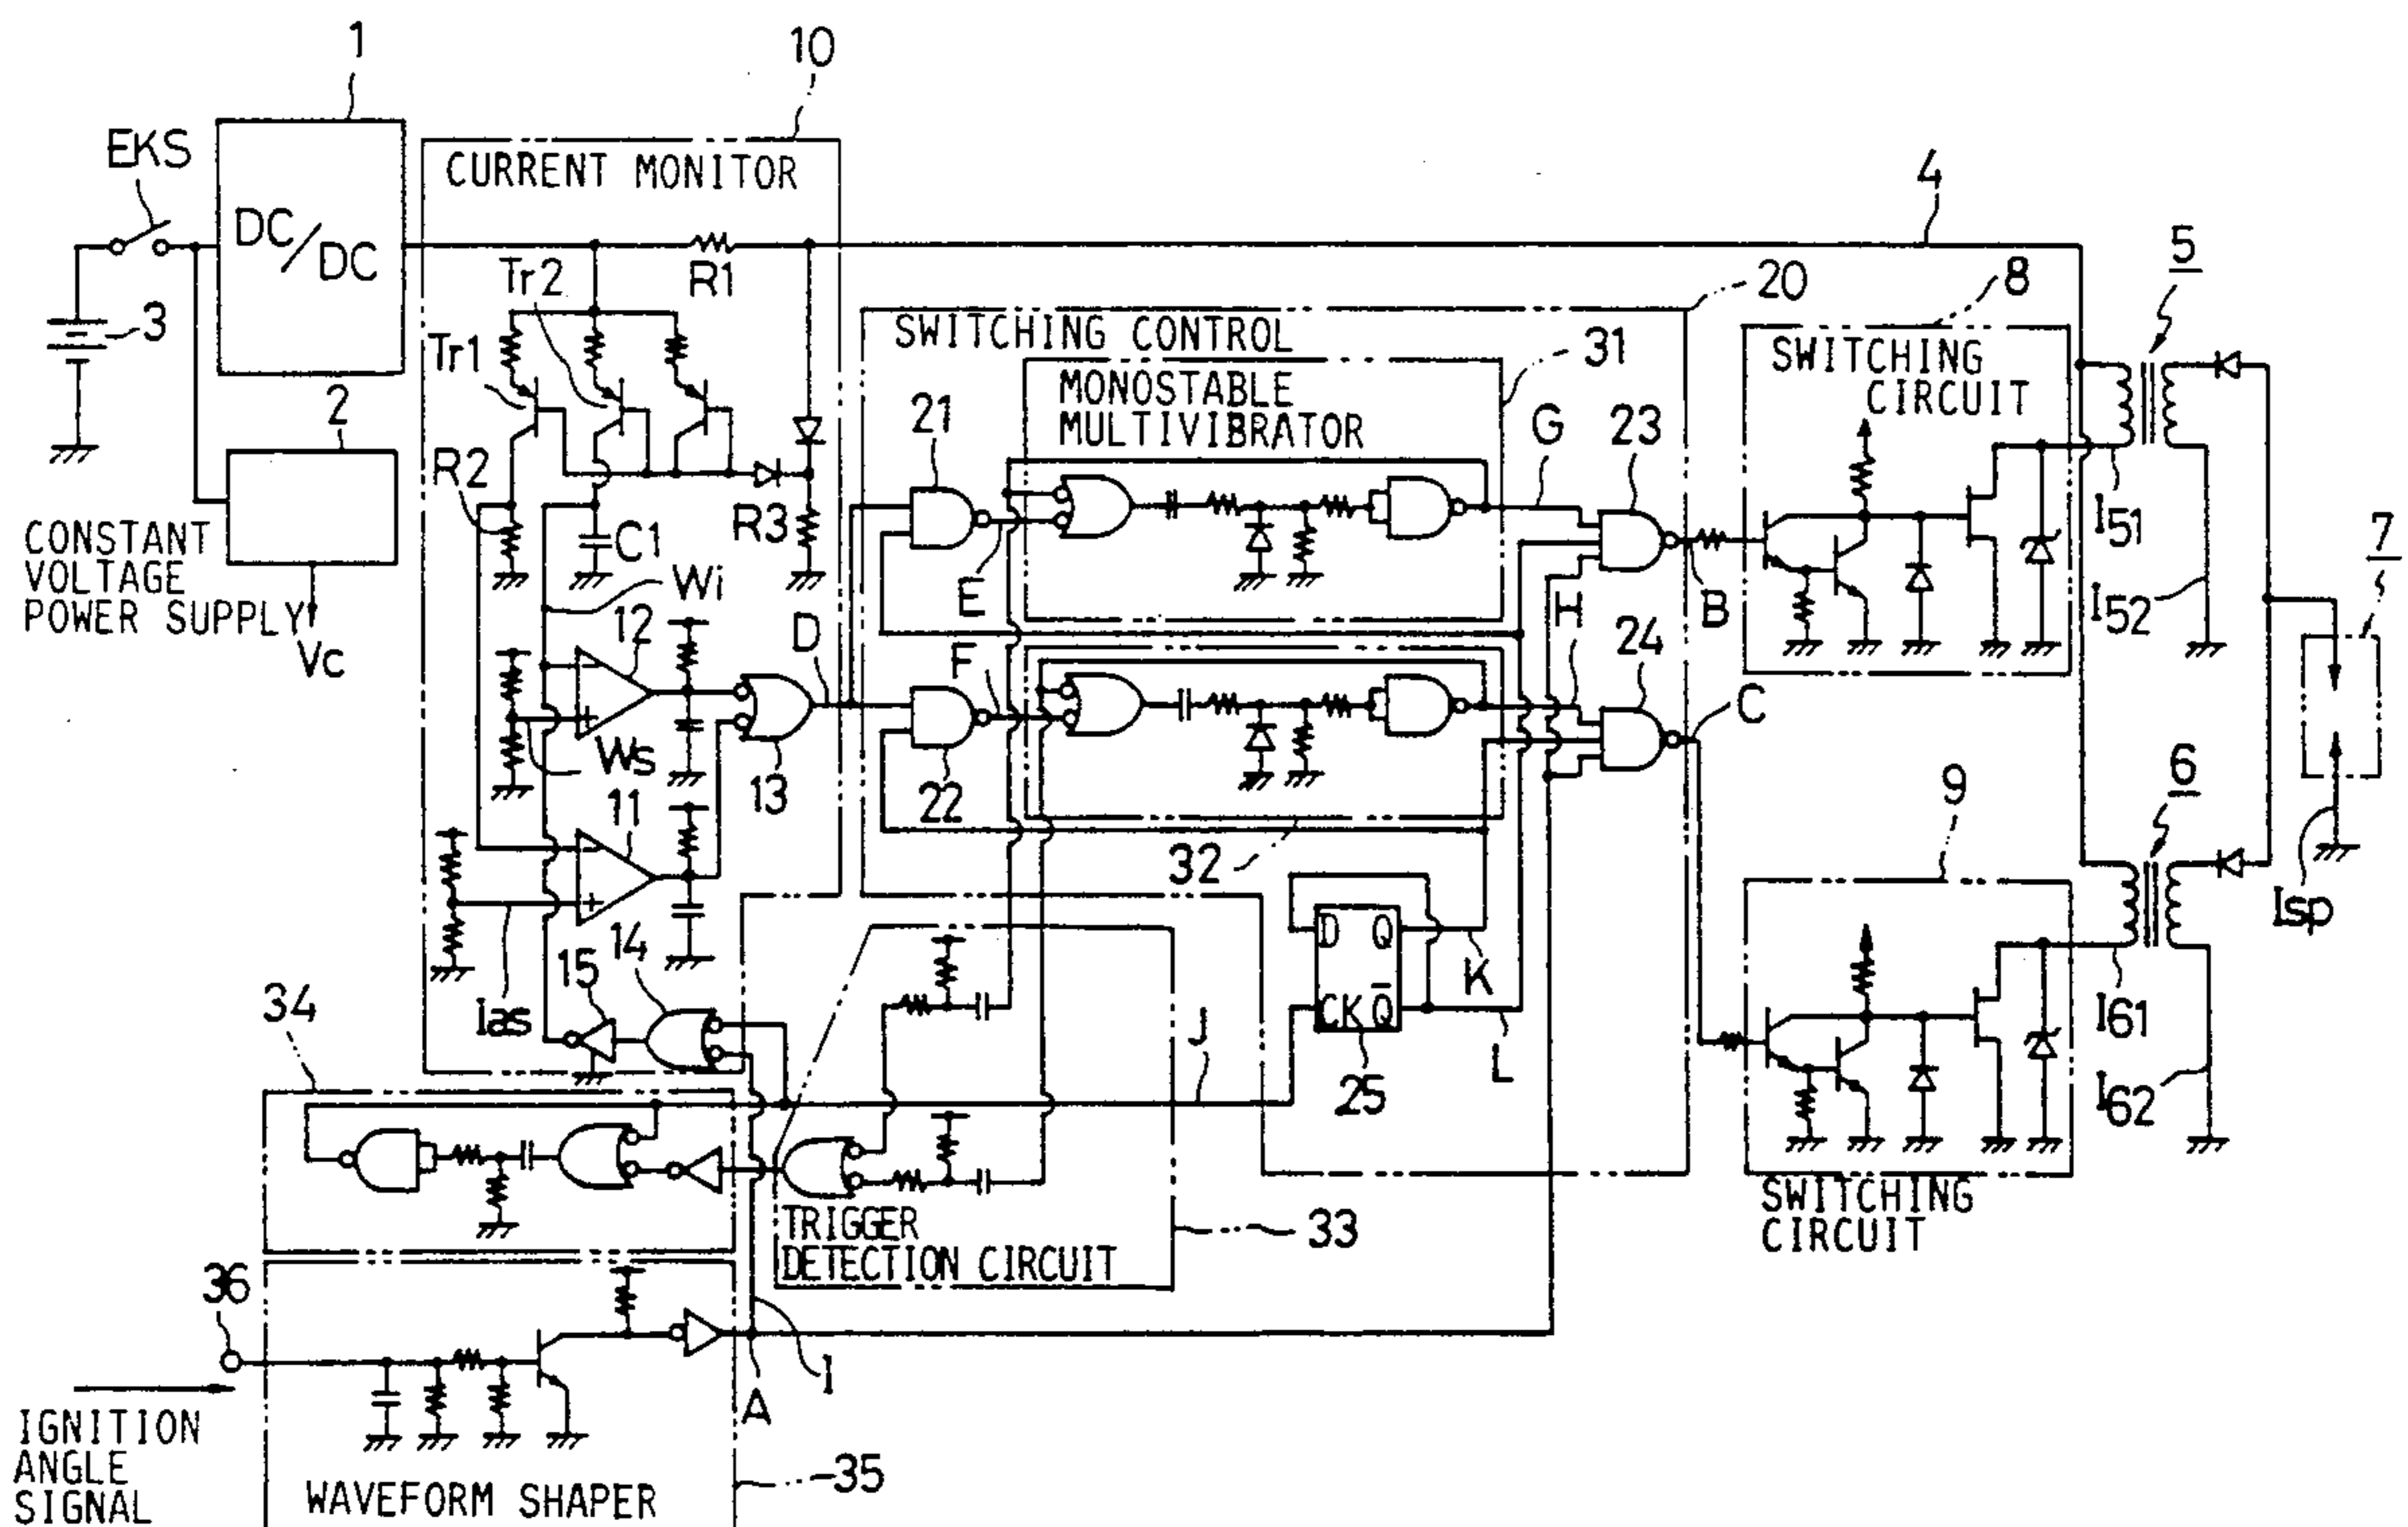 1
10
EKS
CURRENT MONITOR
4
DC/DC
Tr2
R1
5
20
8
3
SWITCHING CONTROL
Tr1
31
SWITCHING
CIRCUIT
MONOSTABLE
MULTIVIBRATOR
2
21
G
23
R2
R3
I51
7
CONSTANT
VOLTAGE
POWER SUPPLY
C1
Wi
E
H
B
I52
12
D
F
24
Vc
Ws
C
13
22
6
11
9
32
Isp
D Q
14
K
15
34
Ias
CK Q̅
J
L
I61
25
I62
TRIGGER
DETECTION CIRCUIT
33
SWITCHING
CIRCUIT
36
I
A
IGNITION
ANGLE
SIGNAL
35
WAVEFORM SHAPER